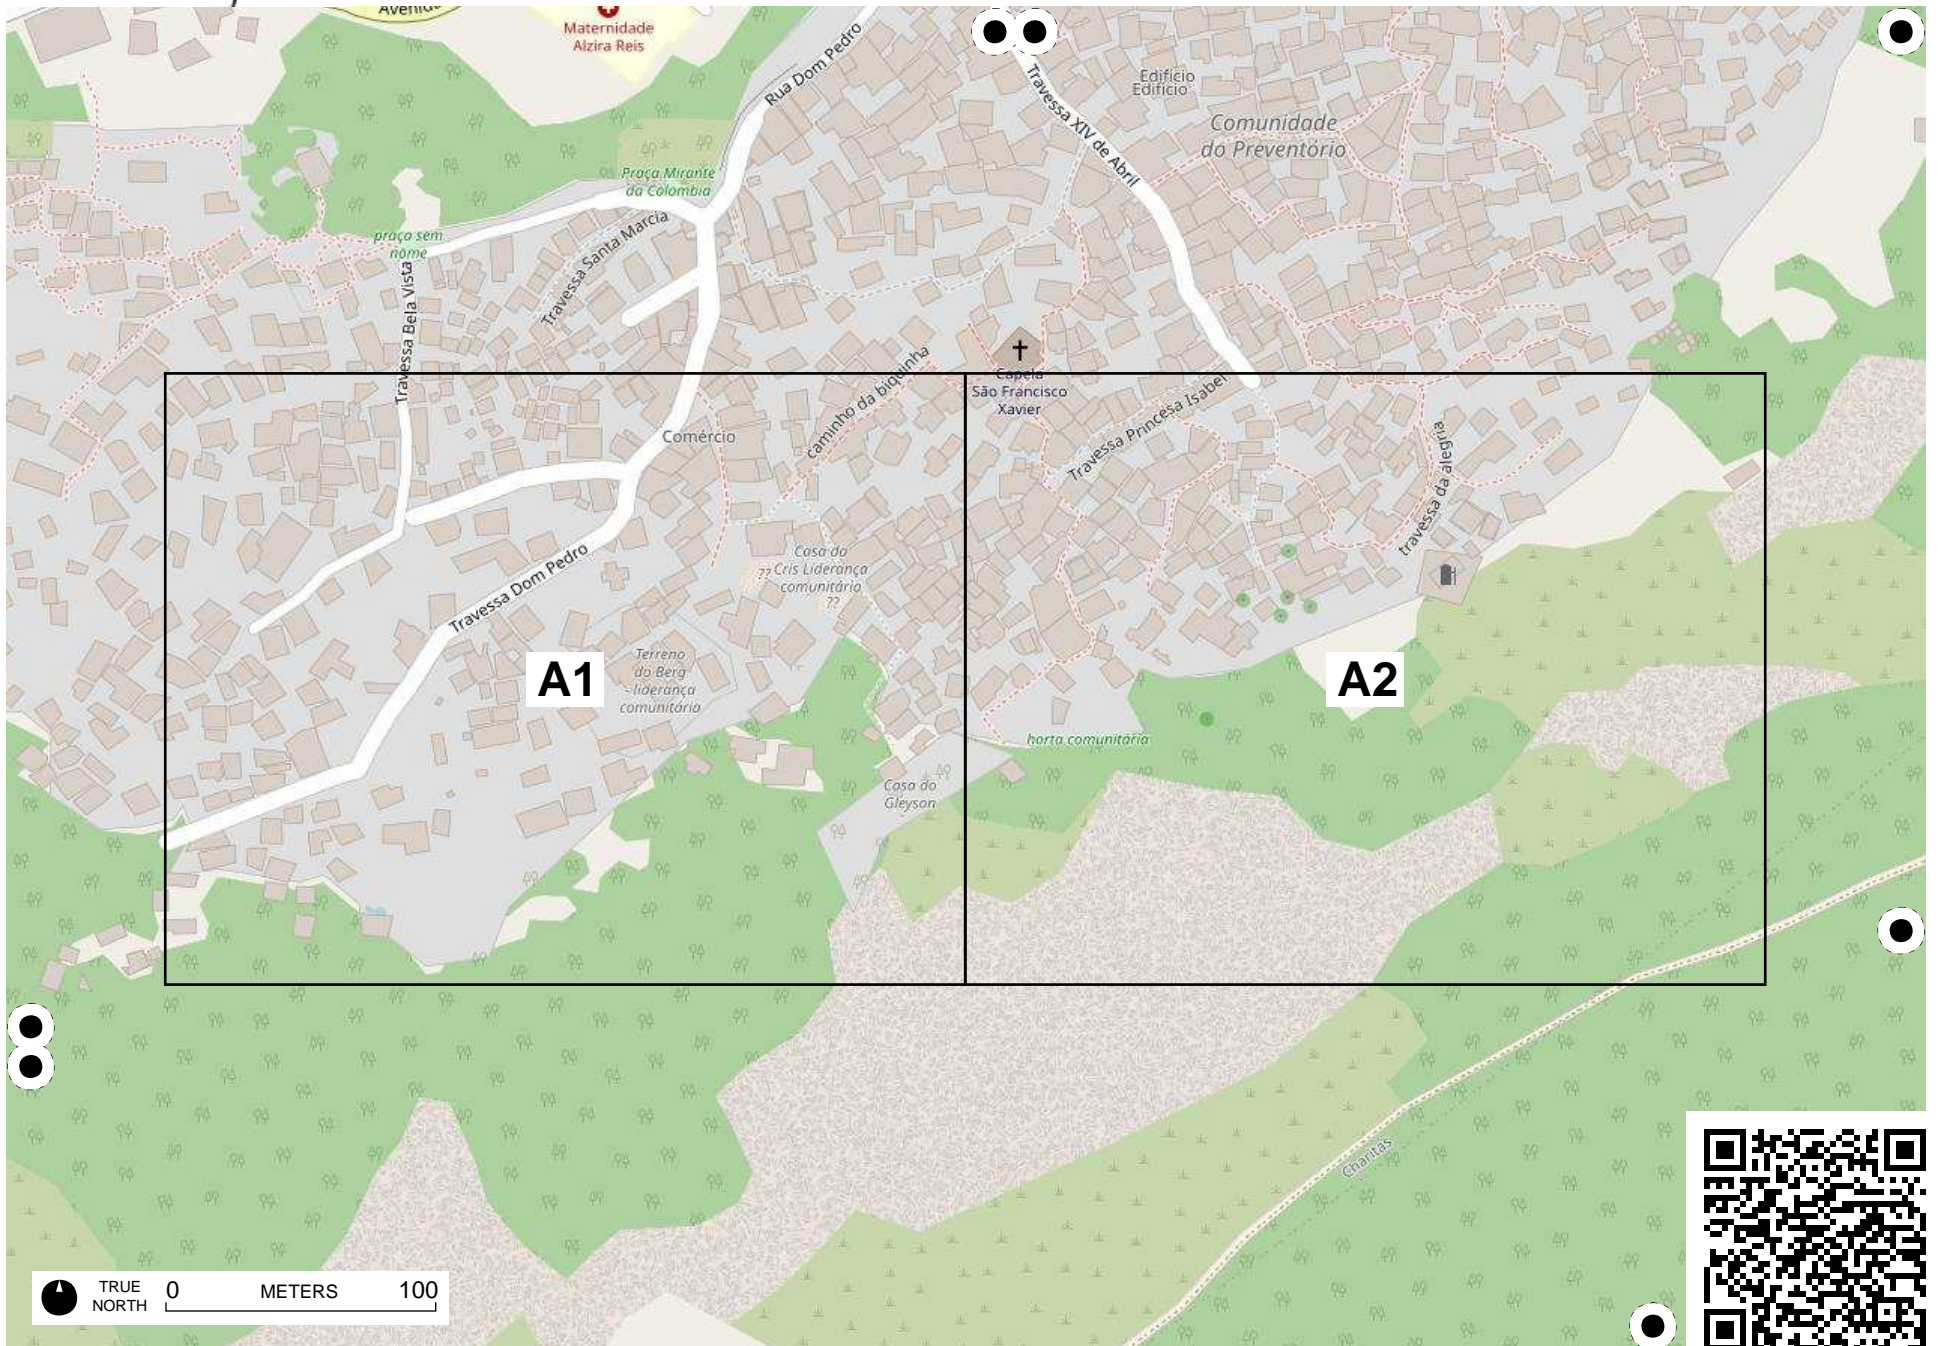 Avenida
Maternidade
Alzira Reis
Rua Dom Pedro
Travessa XIV de Abril
Edifício
Edifício
Comunidade
do Preventório
Praça Mirante
da Colombia
praça sem
nome
Travessa Santa Marcia
Travessa Bela Vista
caminho da biquinha
Capela
São Francisco
Xavier
Travessa Princesa Isabel
travessa da alegria
Comércio
Casa da
?? Cris Liderança
comunitária
??
Travessa Dom Pedro
Terreno
do Berg
- liderança
comunitária
A1
A2
horta comunitária
Casa do
Gleyson
Charitas
TRUE
NORTH
0 METERS 100